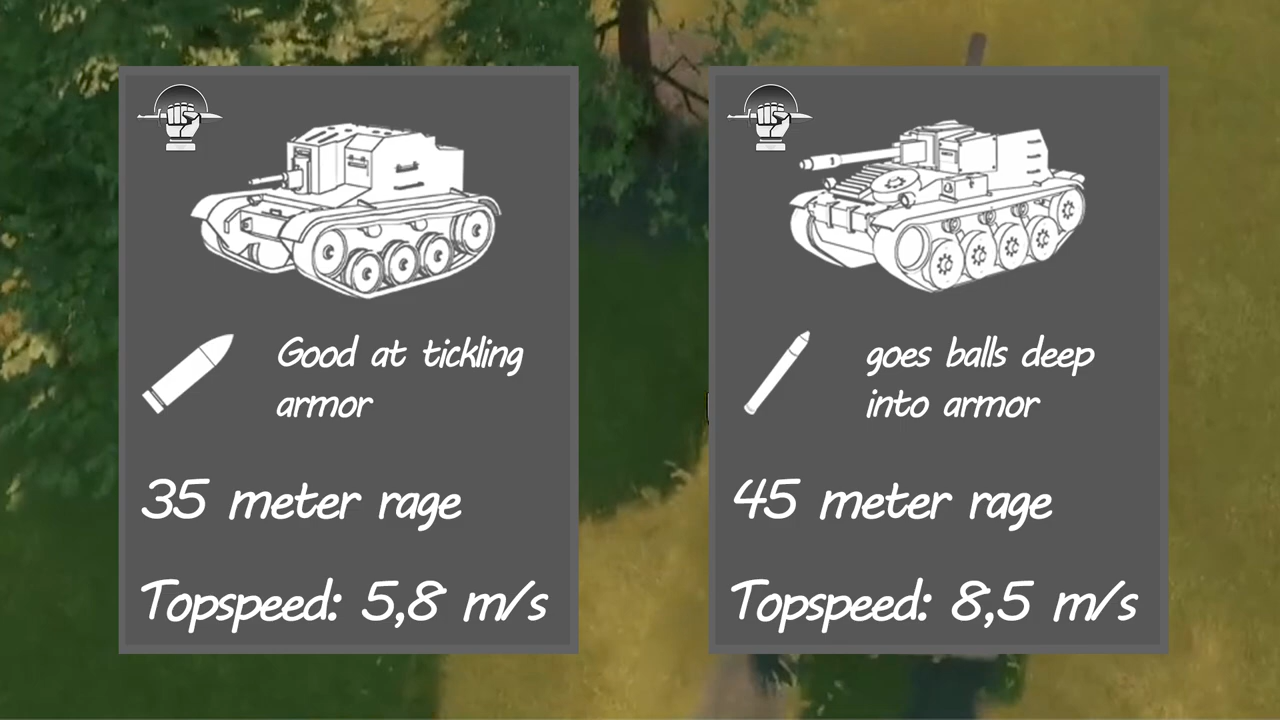 Good at tickling
armor
35 meter rage
Topspeed: 5,8 m/s
goes balls deep
into armor
45 meter rage
Topspeed: 8,5 m/s